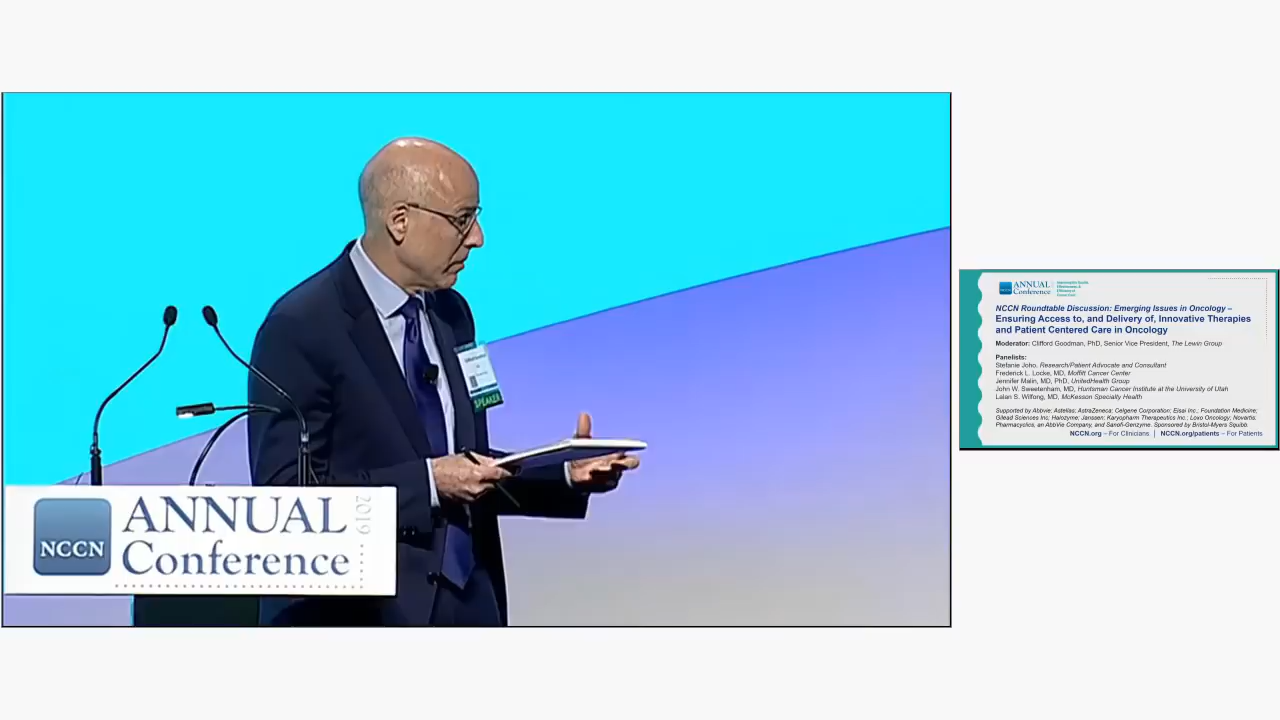 SPEAKER
NCCN
ANNUAL
Conference
2019
ANNUAL
Conference
NCCN Roundtable Discussion: Emerging Issues in Oncology –
Ensuring Access to, and Delivery of, Innovative Therapies
and Patient Centered Care in Oncology
Moderator: Clifford Goodman, PhD, Senior Vice President, The Lewin Group
Panelists:
Stefanie Joho, Research/Patient Advocate and Consultant
Frederick L. Locke, MD, Moffitt Cancer Center
Jennifer Malin, MD, PhD, UnitedHealth Group
John W. Sweetenham, MD, Huntsman Cancer Institute at the University of Utah
Lalan S. Wilfong, MD, McKesson Specialty Health
Supported by Abbvie; Astellas; AstraZeneca; Celgene Corporation; Eisai Inc.; Foundation Medicine;
Gilead Sciences Inc; Halozyme; Janssen; Karyopharm Therapeutics Inc.; Loxo Oncology; Novartis.
Pharmacyclics, an AbbVie Company, and Sanofi-Genzyme. Sponsored by Bristol-Myers Squibb.
NCCN.org – For Clinicians | NCCN.org/patients – For Patients